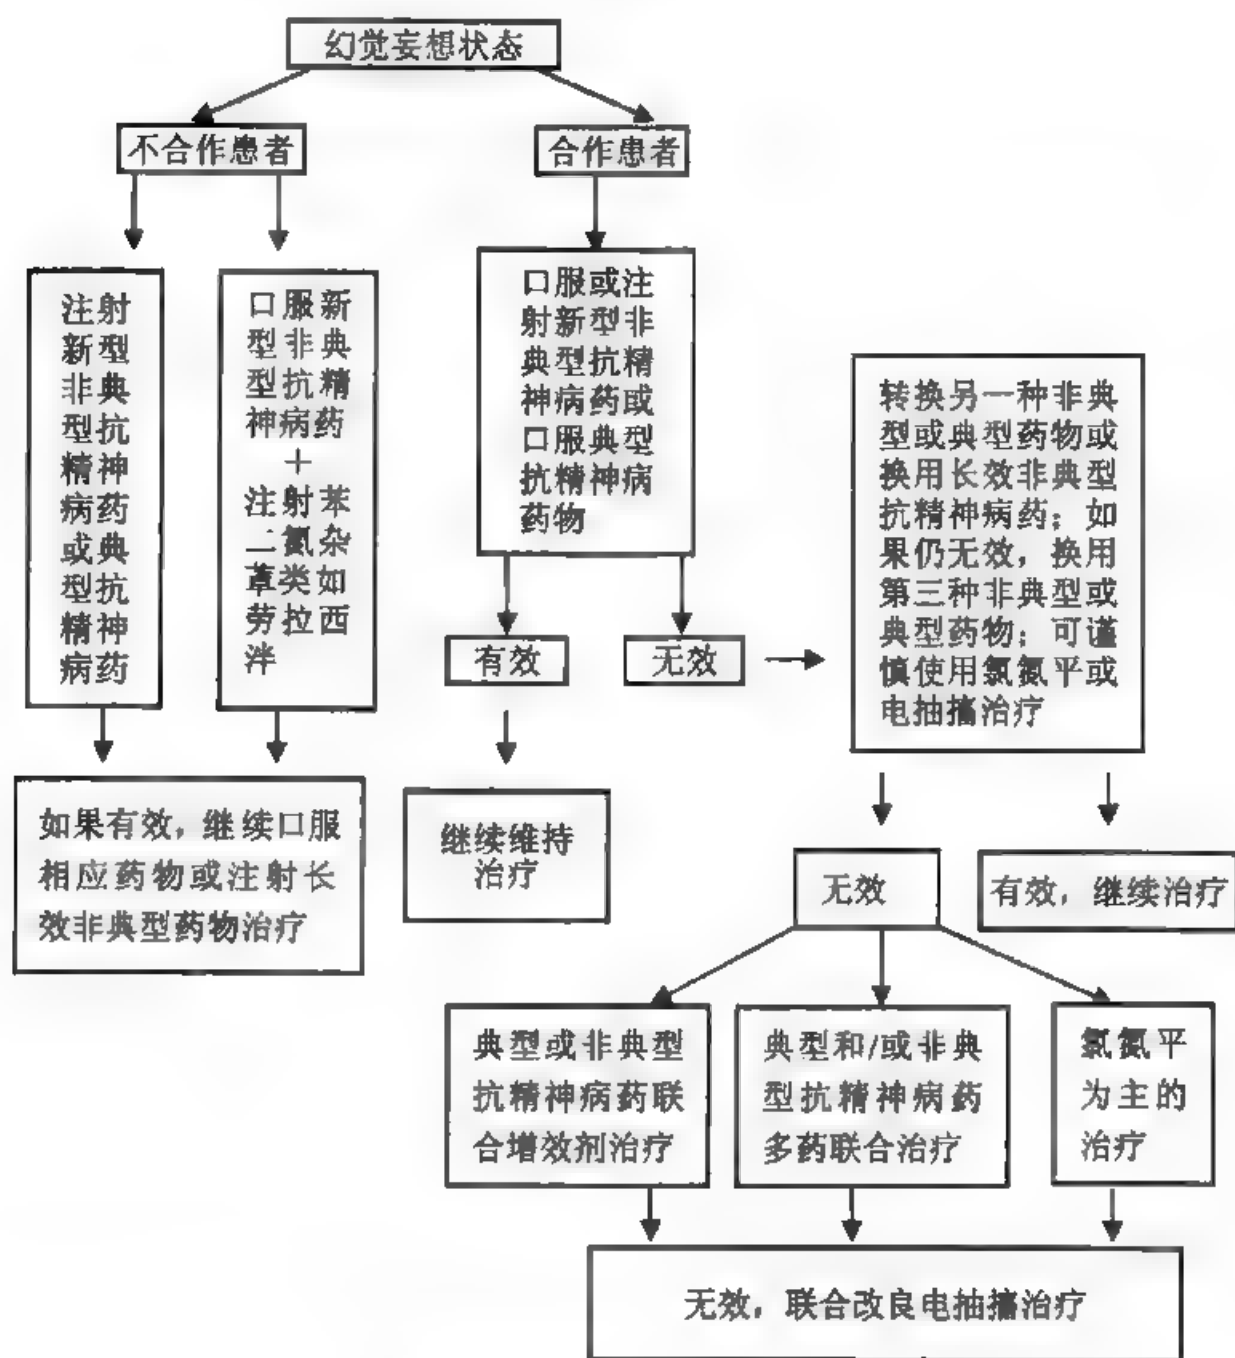 幻觉妄想状态
不合作患者
合作患者
注射
新型
非典
型抗
精神
病药
或典
型抗
精神
病药
口服新
型非典
型抗精
神病药
+
注射苯
二氮杂
䓬类如
劳拉西
泮
口服或注
射新型非
典型抗精
神病药或
口服典型
抗精神病
药物
有效
无效
转换另一种非典
型或典型药物或
换用长效非典型
抗精神病药；如
果仍无效，换用
第三种非典型或
典型药物；可谨
慎使用氯氮平或
电抽搐治疗
如果有效，继续口服
相应药物或注射长
效非典型药物治疗
继续维持
治疗
无效
有效，继续治疗
典型或非典型
抗精神病药联
合增效剂治疗
典型和/或非典
型抗精神病药
多药联合治疗
氯氮平
为主的
治疗
无效，联合改良电抽搐治疗